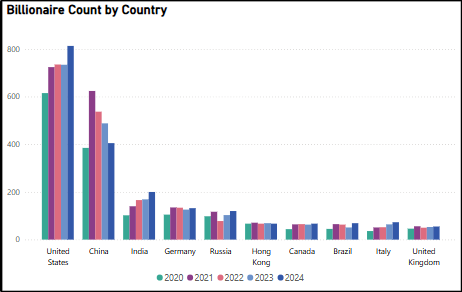 Billionaire Count by Country
800
600
400
200
0
United States
China
India
Germany
Russia
Hong Kong
Canada
Brazil
Italy
United Kingdom
2020 2021 2022 2023 2024